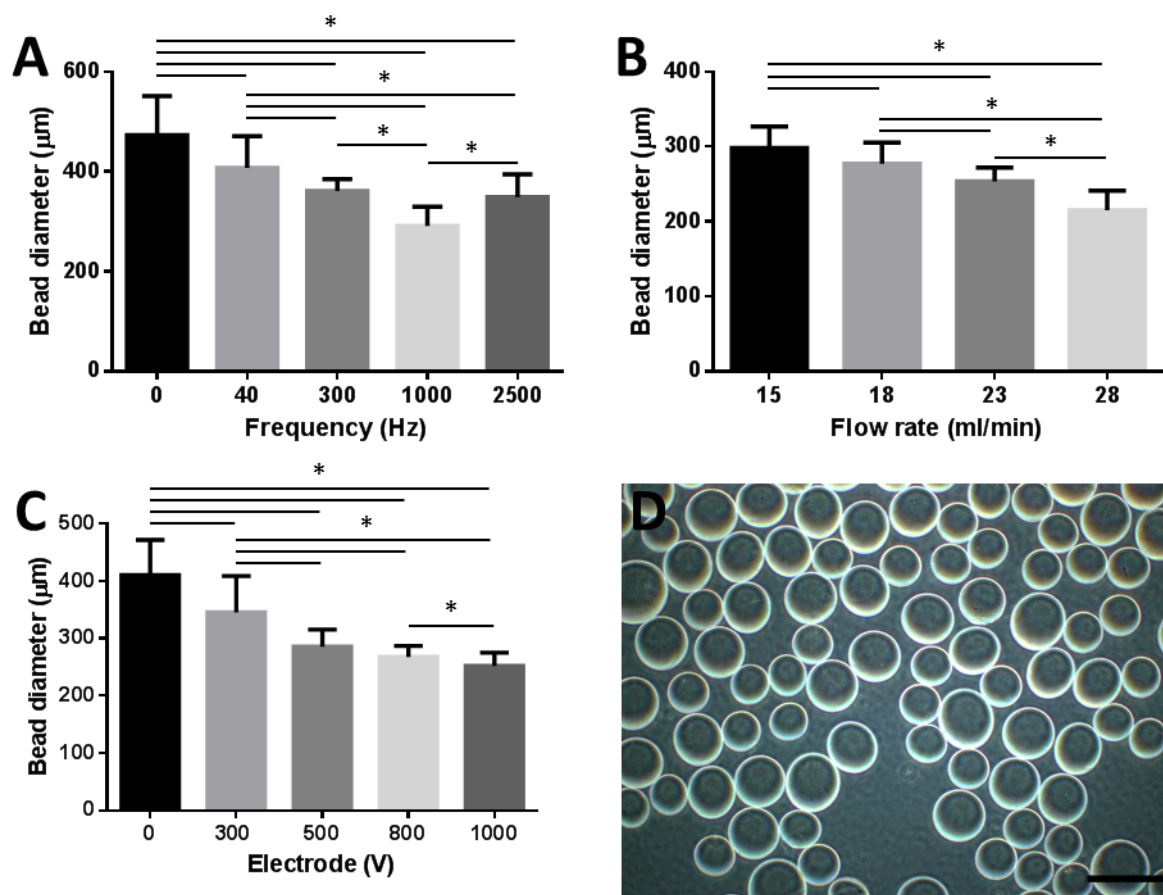 A
*
*
*
*
600
400
200
0
Bead diameter (μm)
0 40 300 1000 2500
Frequency (Hz)
B
*
*
*
400
300
200
100
0
Bead diameter (μm)
15 18 23 28
Flow rate (ml/min)
C
*
*
*
500
400
300
200
100
0
Bead diameter (μm)
0 300 500 800 1000
Electrode (V)
D